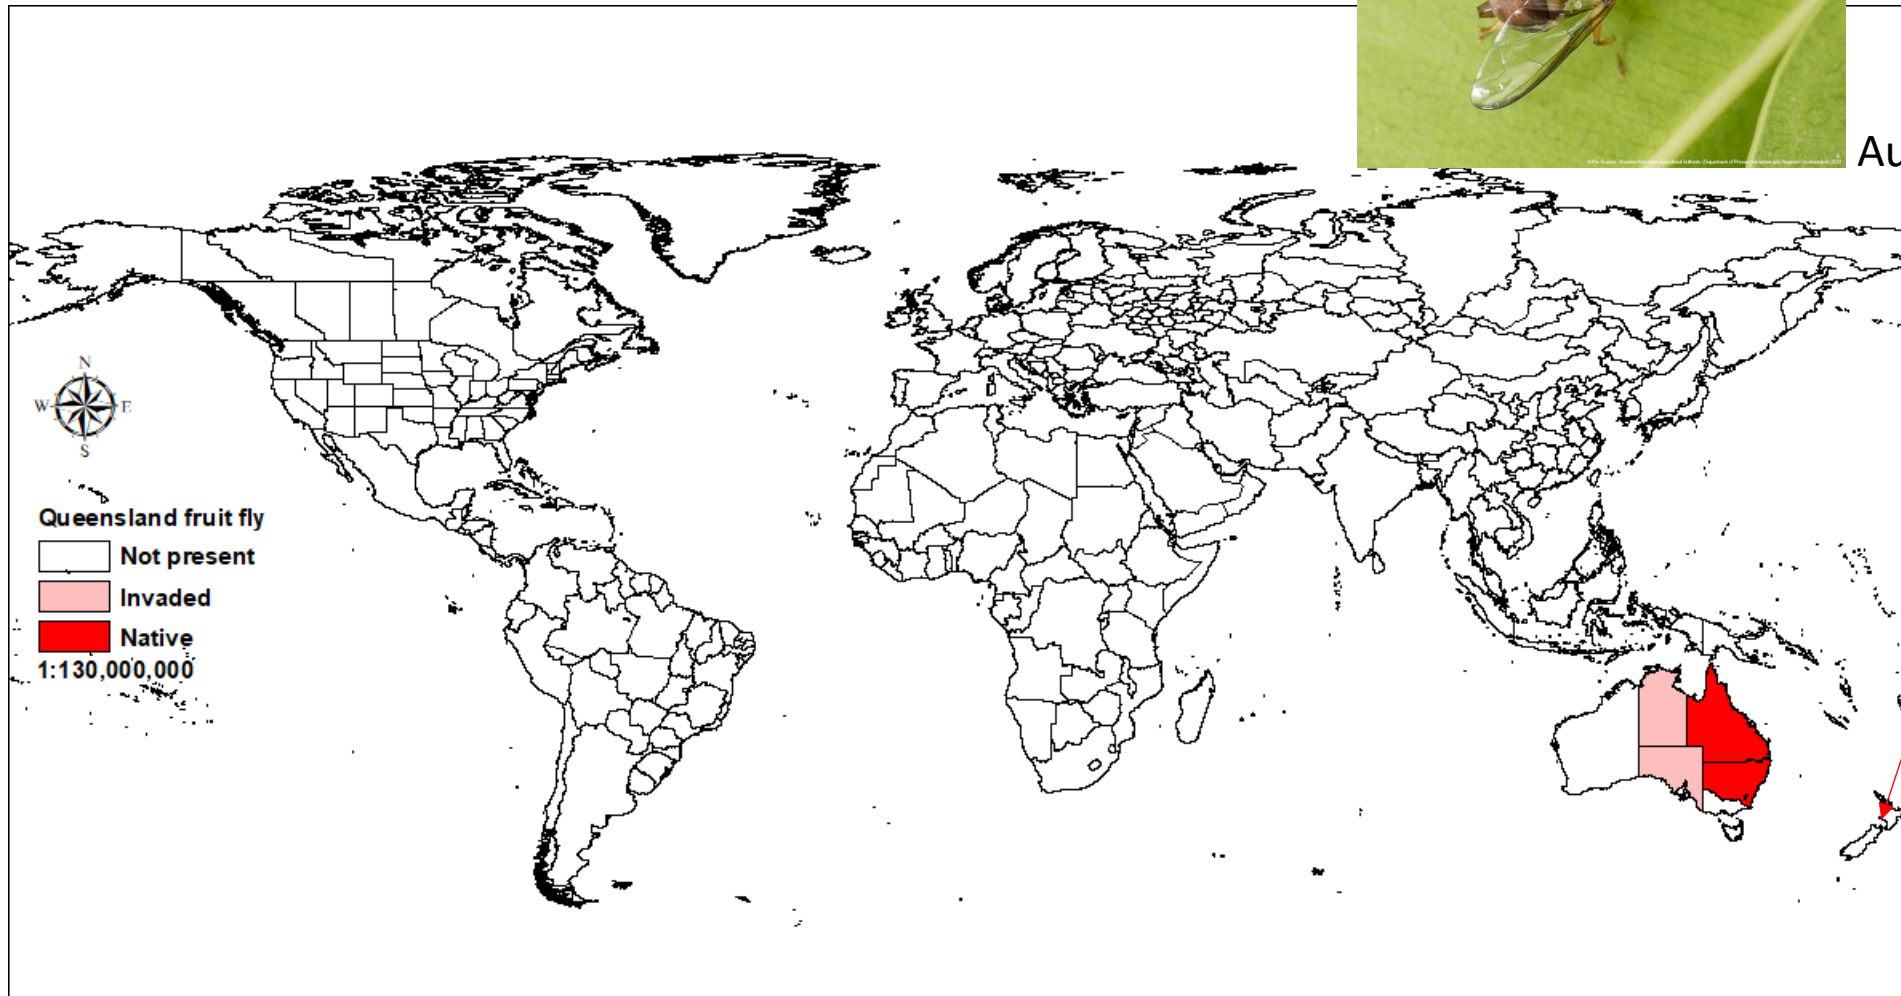 Au
N
W
E
S
Queensland fruit fly
Not present
Invaded
Native
1:130,000,000